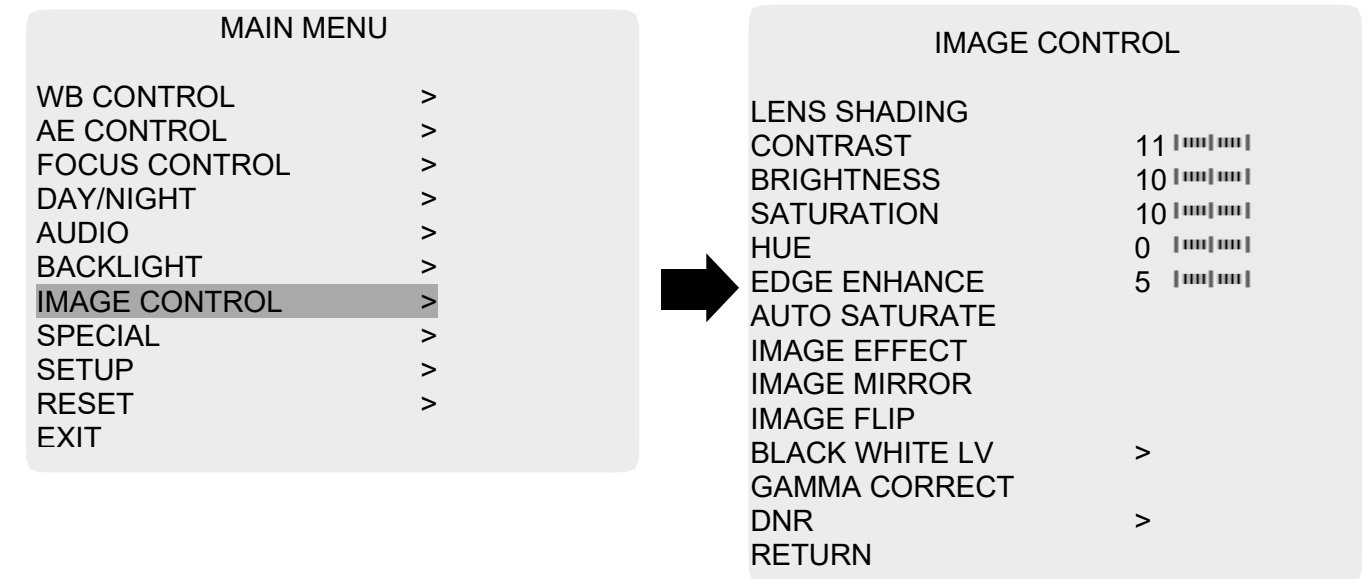 MAIN MENU
WB CONTROL >
AE CONTROL >
FOCUS CONTROL >
DAY/NIGHT >
AUDIO >
BACKLIGHT >
IMAGE CONTROL >
SPECIAL >
SETUP >
RESET >
EXIT
IMAGE CONTROL
LENS SHADING
CONTRAST 11
BRIGHTNESS 10
SATURATION 10
HUE 0
EDGE ENHANCE 5
AUTO SATURATE
IMAGE EFFECT
IMAGE MIRROR
IMAGE FLIP
BLACK WHITE LV >
GAMMA CORRECT
DNR >
RETURN